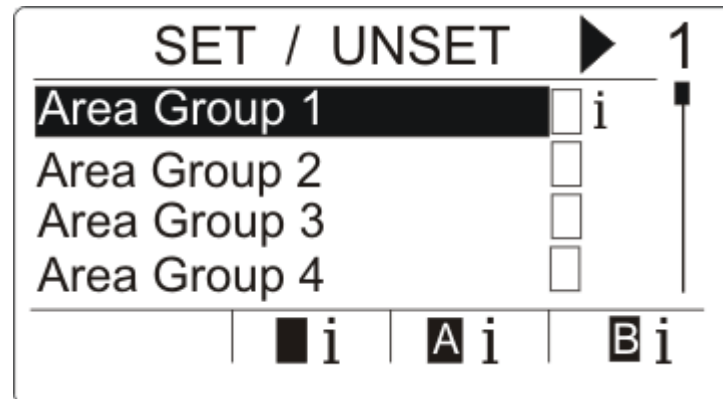 SET / UNSET ▶ 1
Area Group 1 i
Area Group 2
Area Group 3
Area Group 4
i A i B i